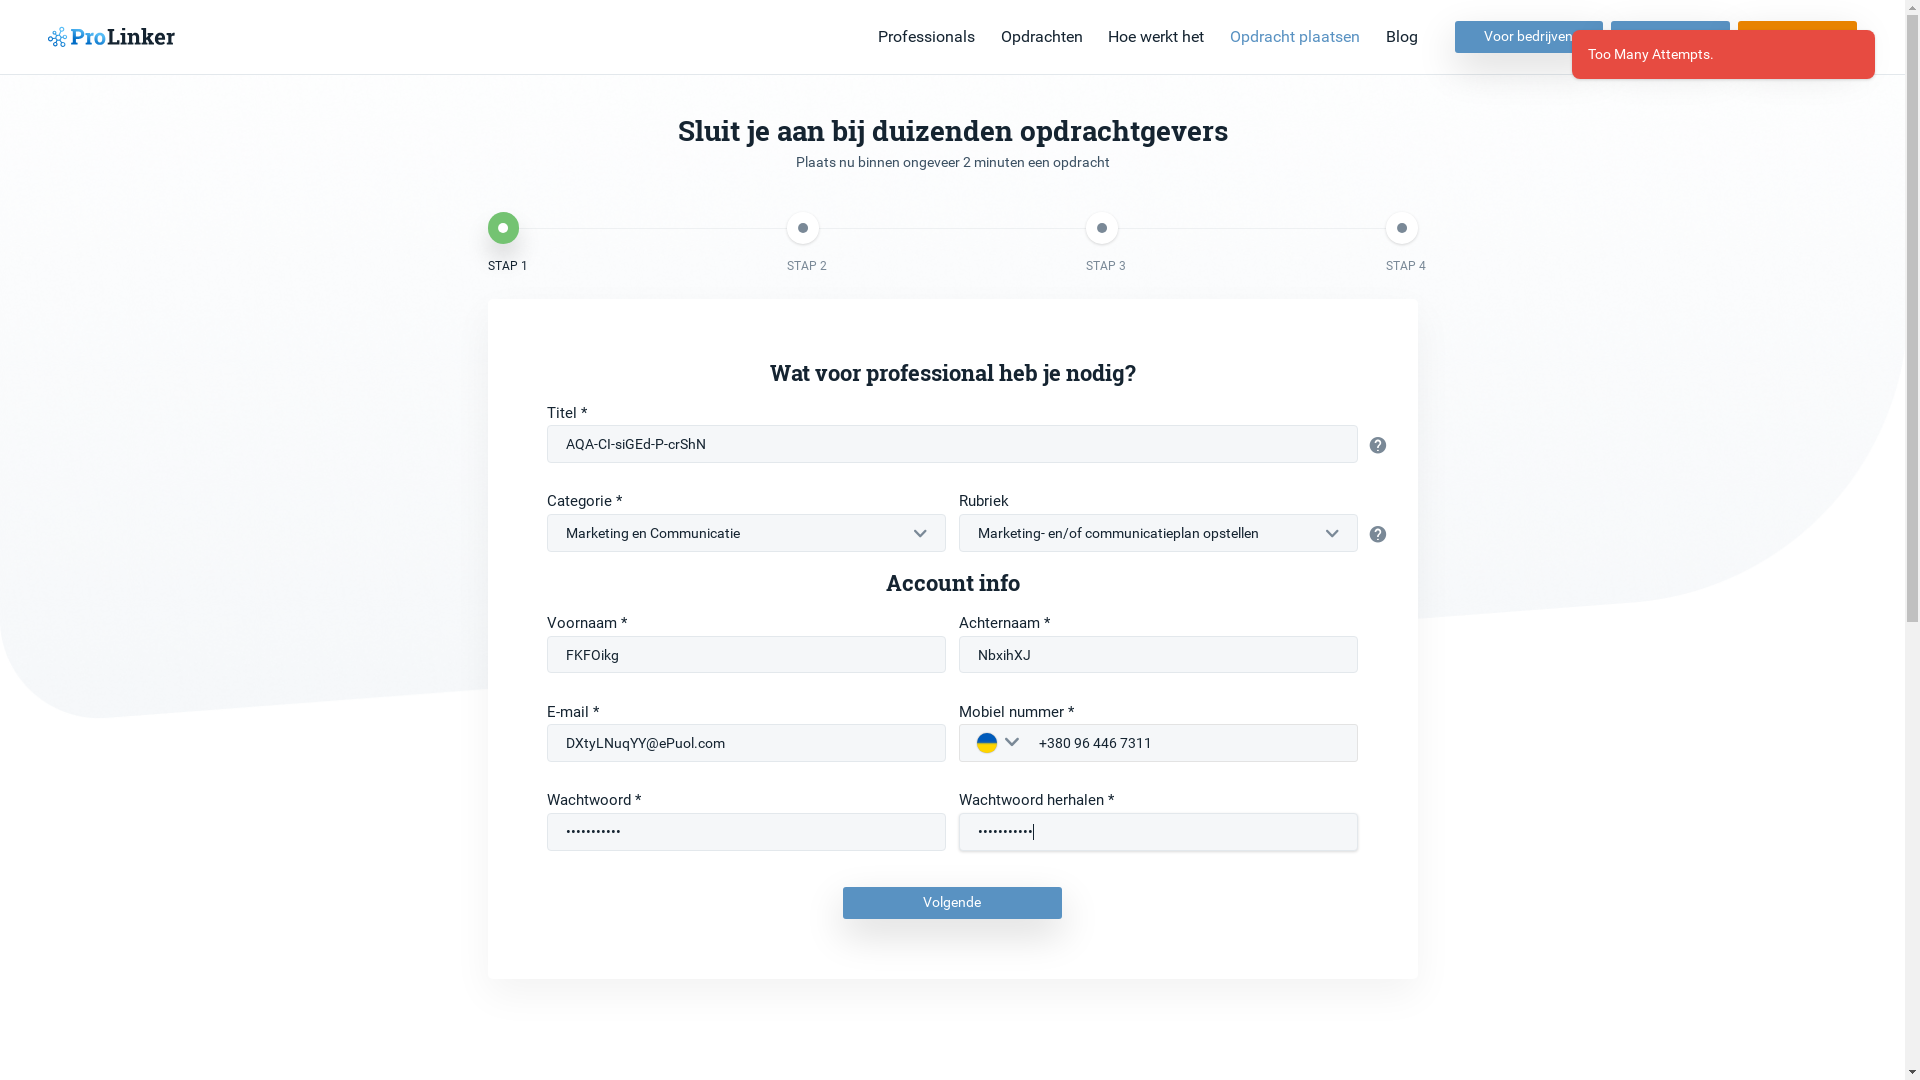 ProLinker
Professionals Opdrachten Hoe werkt het Opdracht plaatsen Blog Voor bedrijven
Too Many Attempts.
Sluit je aan bij duizenden opdrachtgevers
Plaats nu binnen ongeveer 2 minuten een opdracht
STAP 1 STAP 2 STAP 3 STAP 4
Wat voor professional heb je nodig?
Titel *
AQA-CI-siGEd-P-crShN
Categorie * Rubriek
Marketing en Communicatie Marketing- en/of communicatieplan opstellen
Account info
Voornaam * Achternaam *
FKFOikg NbxihXJ
E-mail * Mobiel nummer *
DXtyLNuqYY@ePuol.com +380 96 446 7311
Wachtwoord * Wachtwoord herhalen *
••••••••••• •••••••••••
Volgende